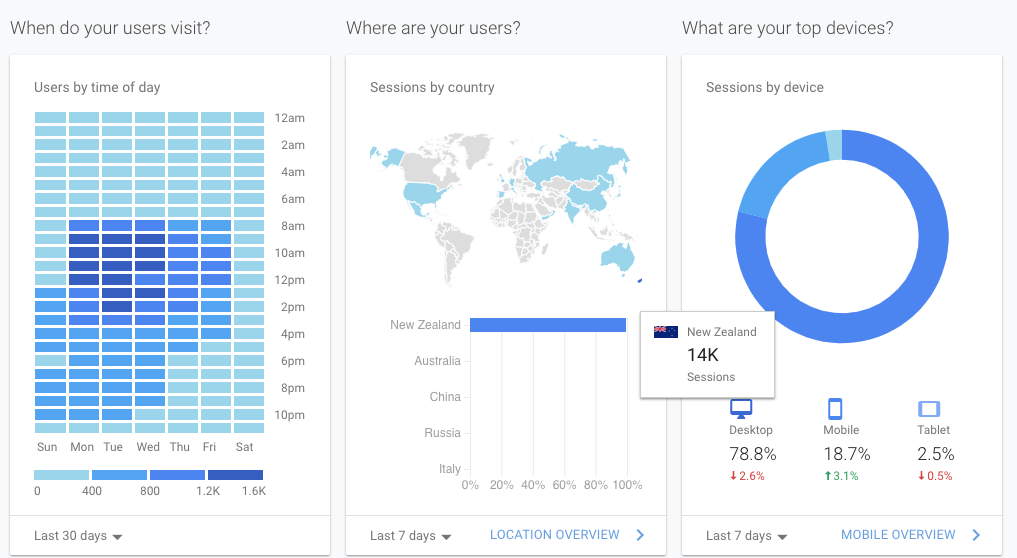 When do your users visit?
Where are your users?
What are your top devices?
Users by time of day
12am
2am
4am
6am
8am
10am
12pm
2pm
4pm
6pm
8pm
10pm
Sun Mon Tue Wed Thu Fri Sat
0 400 800 1.2K 1.6K
Last 30 days
Sessions by country
New Zealand
Australia
China
Russia
Italy
0% 20% 40% 60% 80% 100%
New Zealand
14K
Sessions
Last 7 days LOCATION OVERVIEW
Sessions by device
Desktop Mobile Tablet
78.8% 18.7% 2.5%
2.6% 3.1% 0.5%
Last 7 days MOBILE OVERVIEW